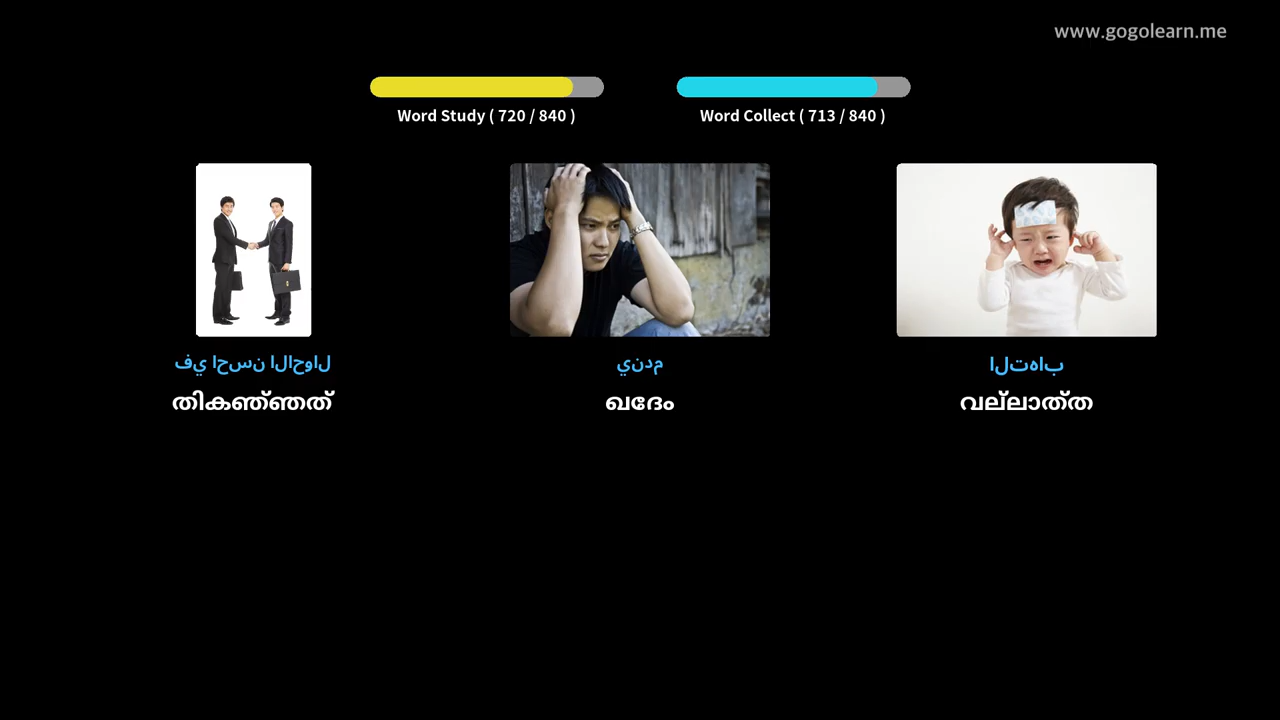 www.gogolearn.me
Word Study ( 720 / 840 )
Word Collect ( 713 / 840 )
في احسن الاحوال
يندم
التهاب
തികഞ്ഞത്
ഖേദം
വല്ലാത്ത